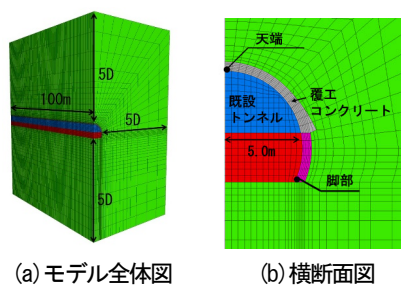 5D
100m
5D
5D
(a)モデル全体図
天端
既設
トンネル
覆工
コンクリート
5.0m
脚部
(b)横断面図